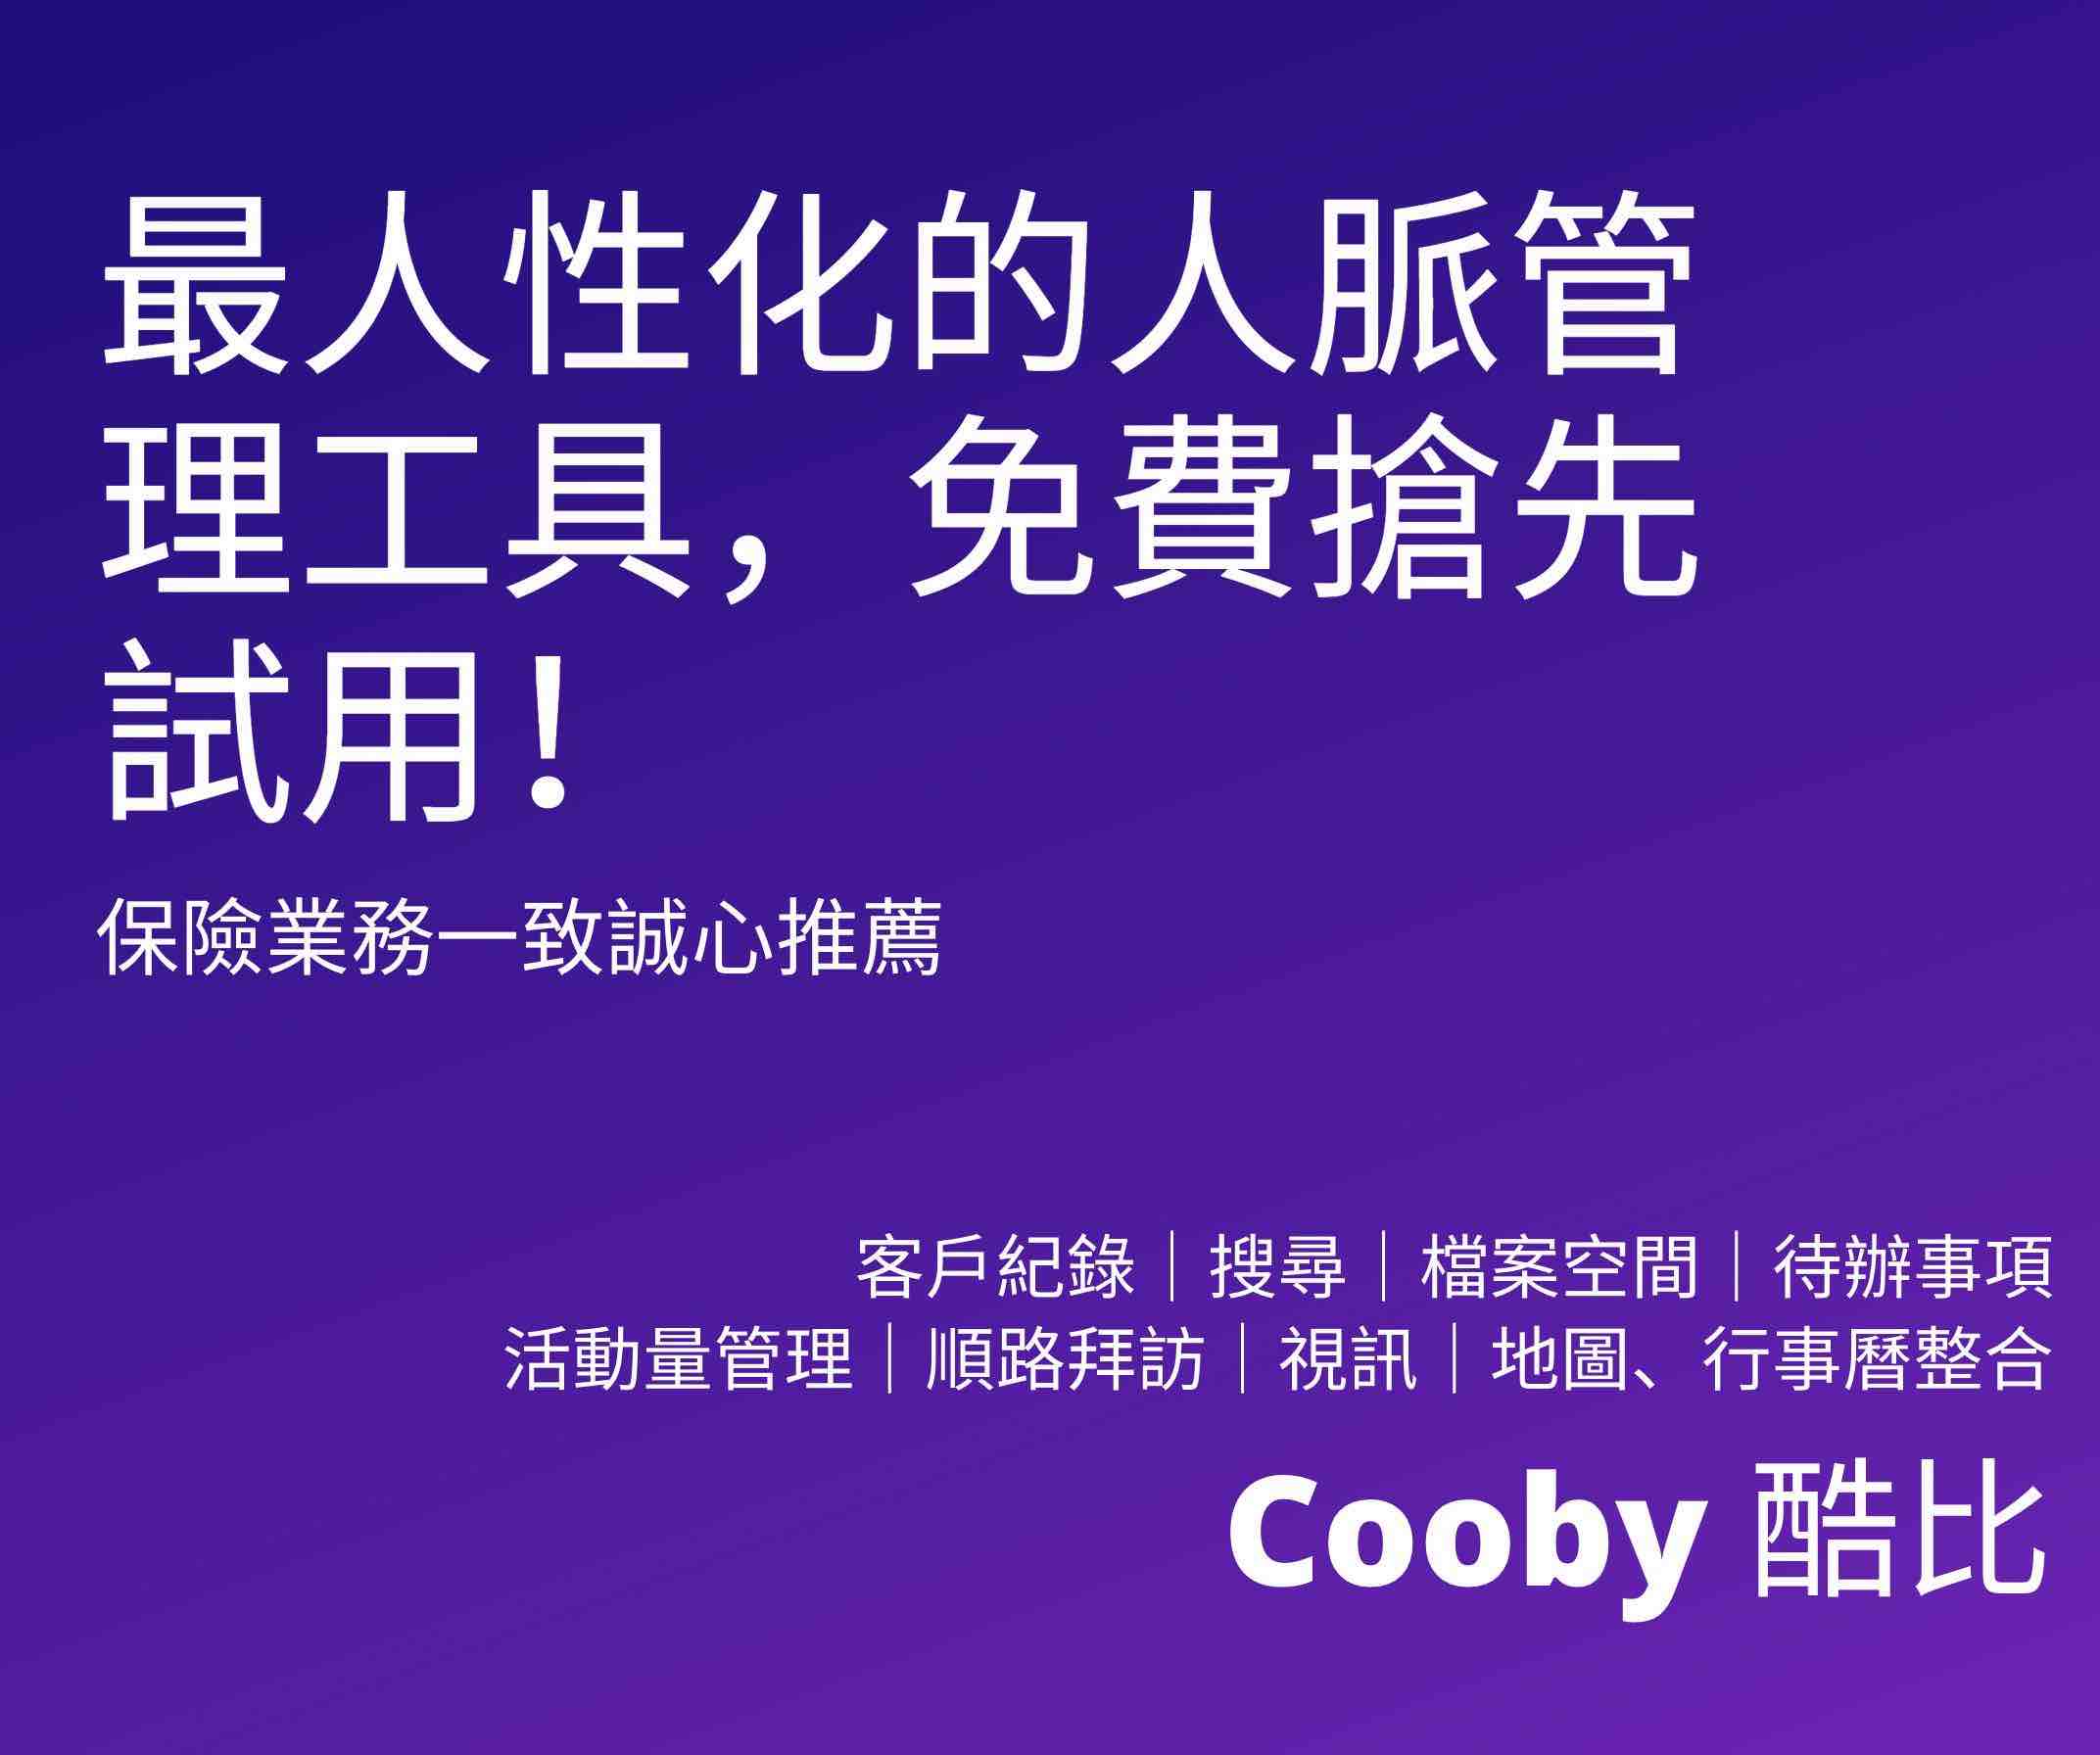 最人性化的人脈管
理工具，免費搶先
試用！
保險業務一致誠心推薦
客戶紀錄｜搜尋｜檔案空間｜待辦事項
活動量管理｜順路拜訪｜視訊｜地圖、行事曆整合
Cooby 酷比